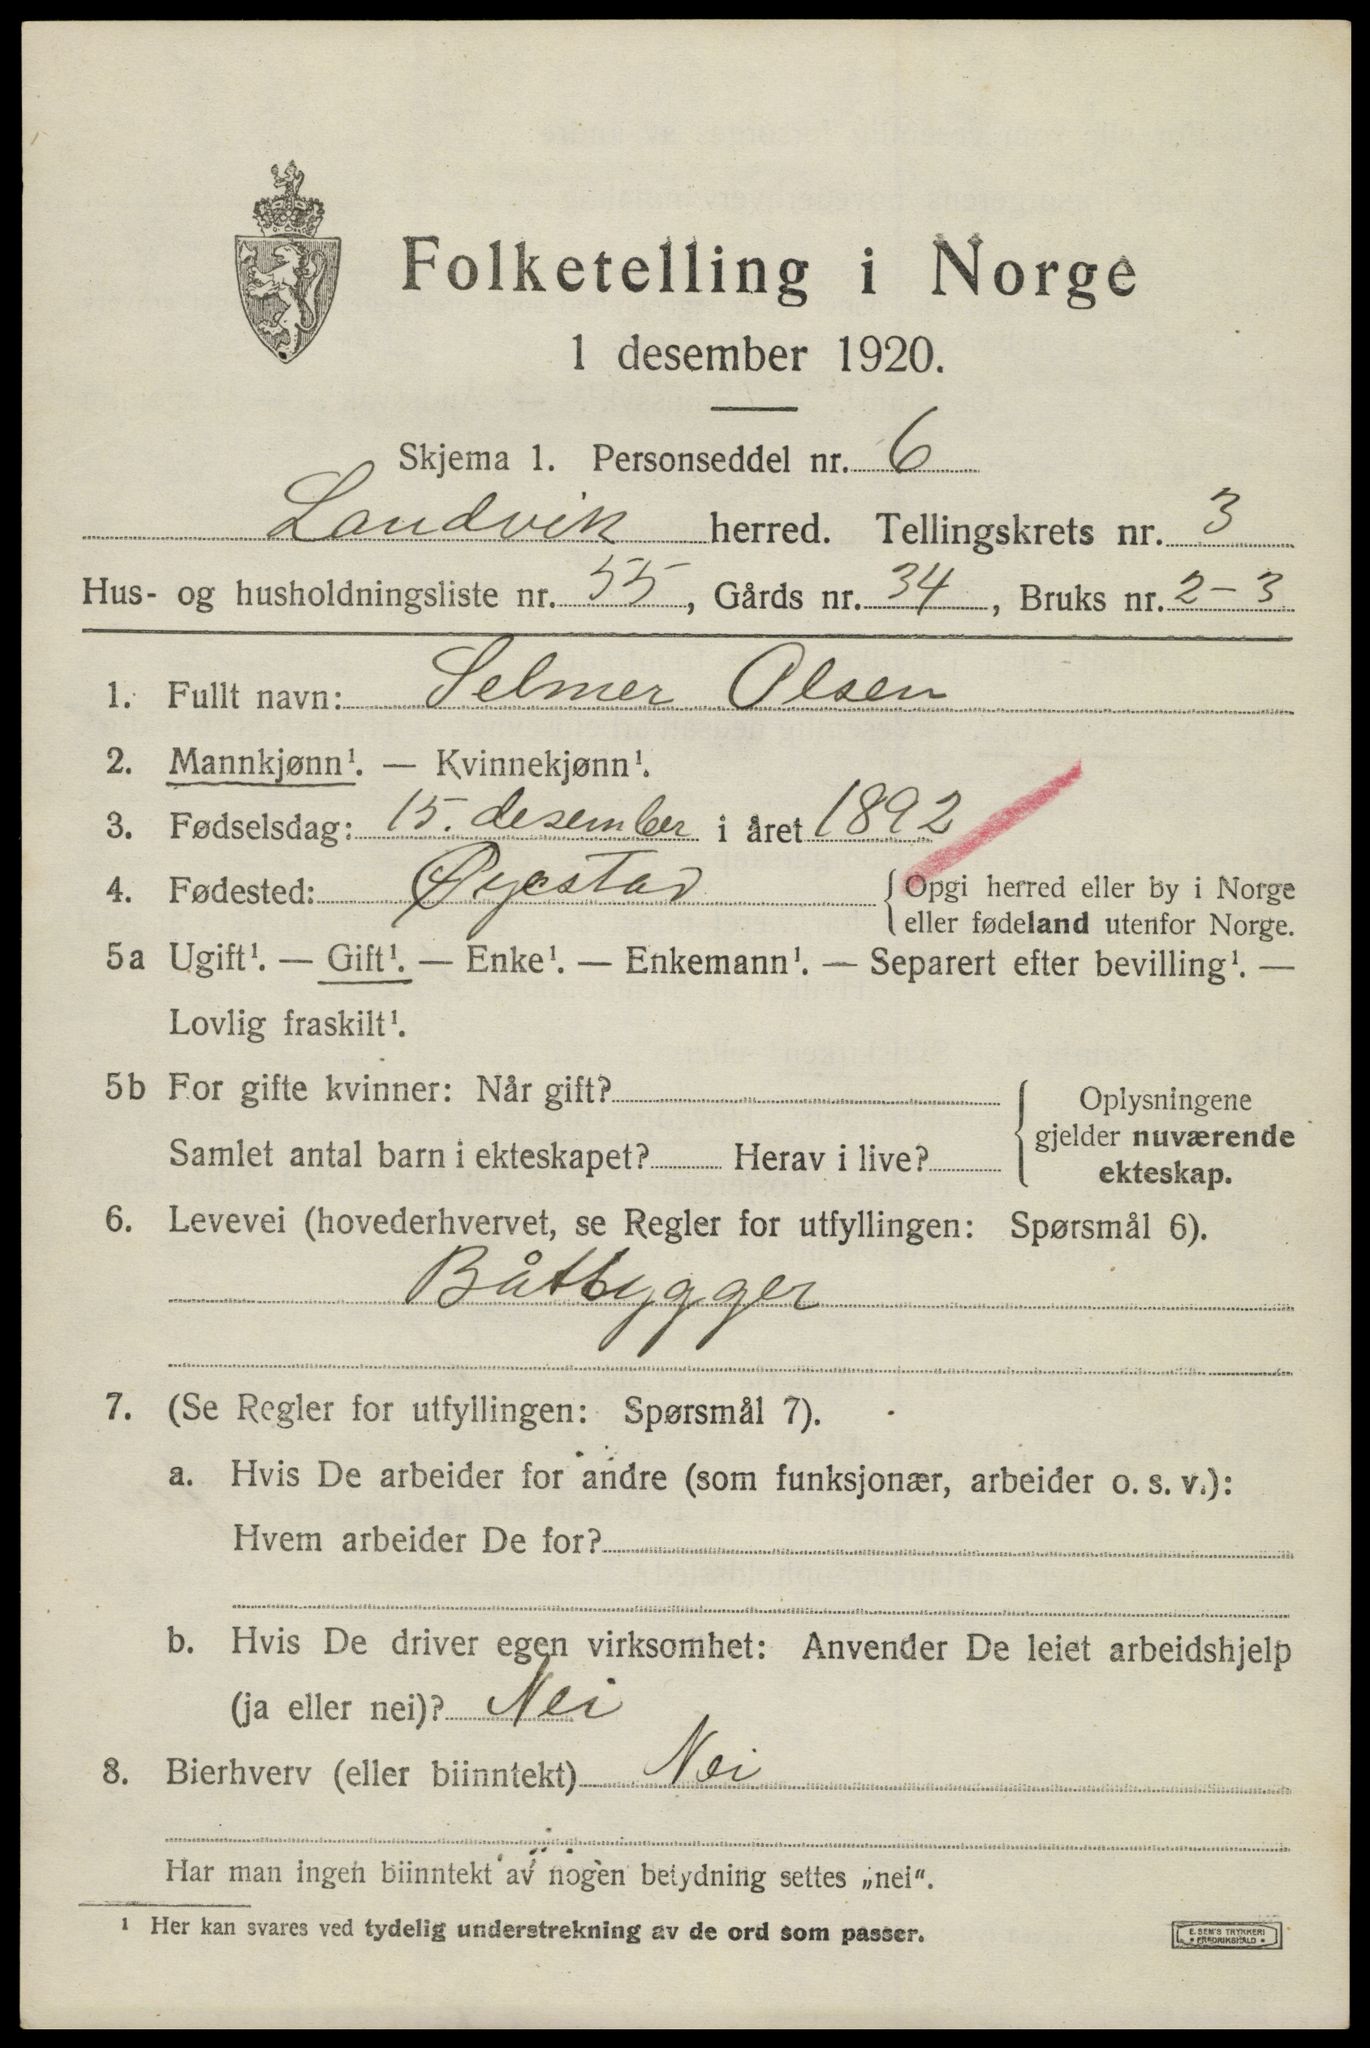 Folketelling i Norge
1 desember 1920.
Skjema 1. Personseddel nr. 6
Landvik herred. Tellingskrets nr. 3
Hus- og husholdningsliste nr. 55, Gårds nr. 34, Bruks nr. 2-3
1. Fullt navn: Selmer Olsen
2. Mannkjønn¹. — Kvinnekjønn¹.
3. Fødselsdag: 15. desember i året 1892
4. Fødested: Øyestad {Opgi herred eller by i Norge
eller fødeland utenfor Norge.
5a Ugift¹. — Gift¹. — Enke¹. — Enkemann¹. — Separert efter bevilling¹. —
Lovlig fraskilt¹.
5b For gifte kvinner: Når gift?
Samlet antal barn i ekteskapet? Herav i live?
Oplysningene
gjelder nuværende
ekteskap.
6. Levevei (hovederhvervet, se Regler for utfyllingen: Spørsmål 6).
Båtbygger
7. (Se Regler for utfyllingen: Spørsmål 7).
a. Hvis De arbeider for andre (som funksjonær, arbeider o. s. v.):
Hvem arbeider De for?
b. Hvis De driver egen virksomhet: Anvender De leiet arbeidshjelp
(ja eller nei)? Nei
8. Bierhverv (eller biinntekt) Nei
Har man ingen biinntekt av nogen betydning settes „nei“.
¹ Her kan svares ved tydelig understrekning av de ord som passer.
E. SEM'S TRYKKERI
FREDRIKSHALD